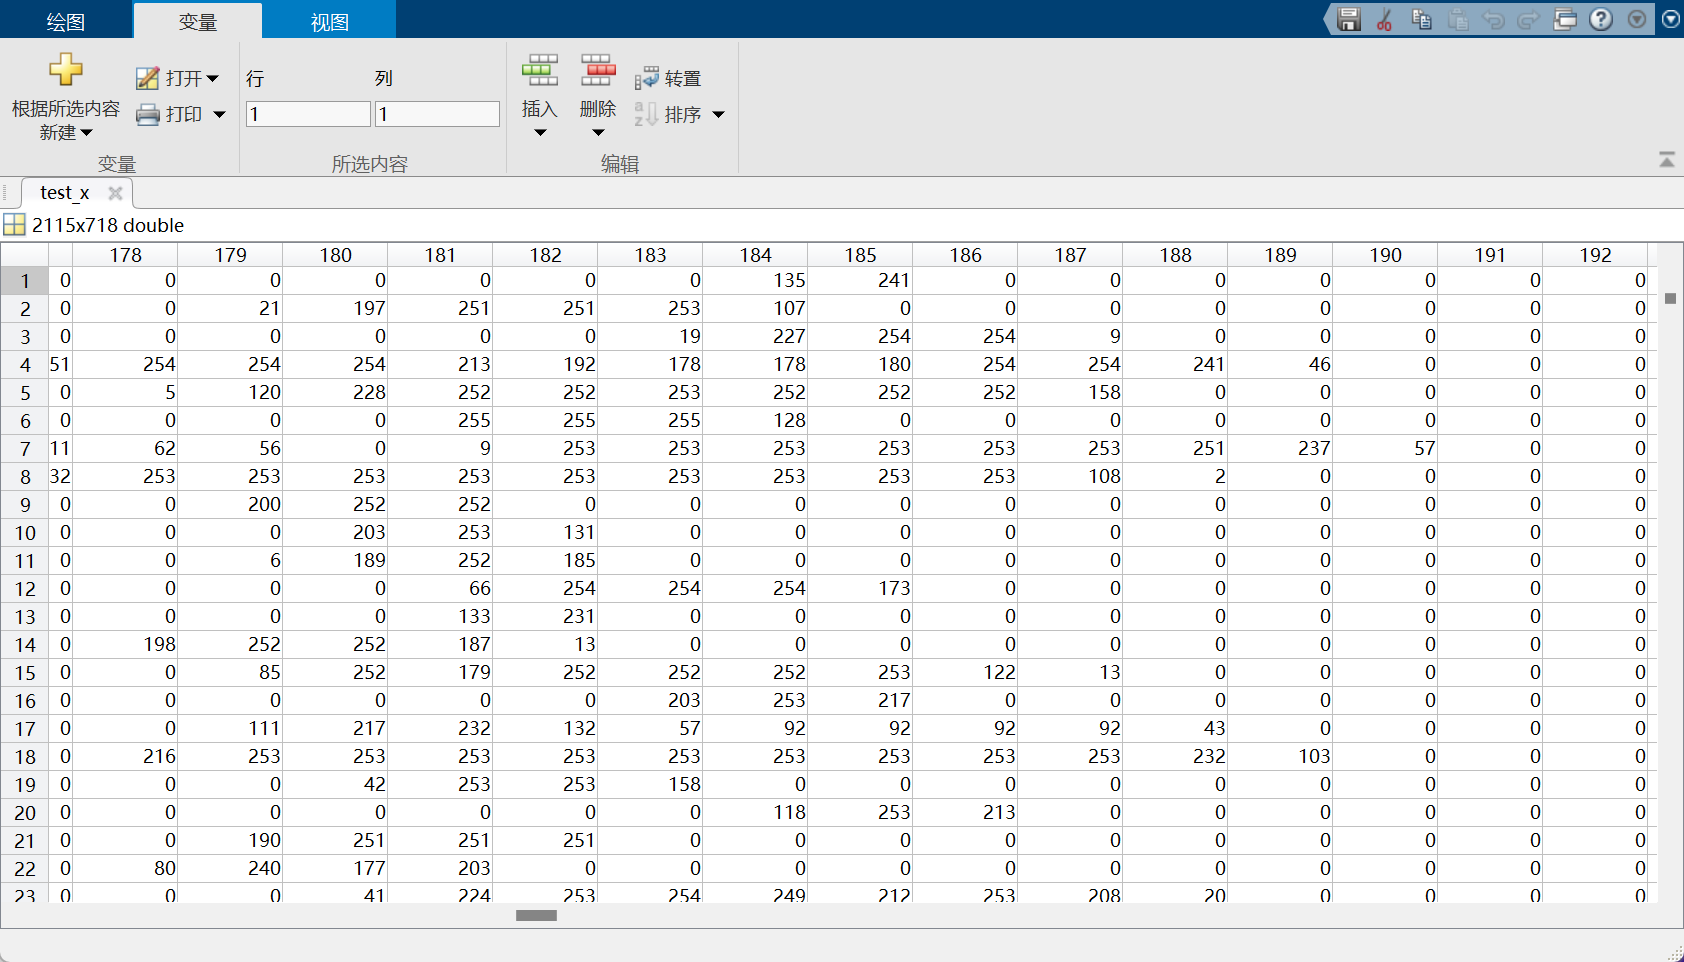 绘图 变量 视图
根据所选内容
新建
打开
打印
行 列
1 1
插入 删除 转置
排序
变量 所选内容 编辑
test_x
2115x718 double
178 179 180 181 182 183 184 185 186 187 188 189 190 191 192
1 0 0 0 0 0 0 0 135 241 0 0 0 0 0 0 0
2 0 0 21 197 251 251 253 107 0 0 0 0 0 0 0 0
3 0 0 0 0 0 0 19 227 254 254 9 0 0 0 0 0
4 51 254 254 254 213 192 178 178 180 254 254 241 46 0 0 0
5 0 5 120 228 252 252 253 252 252 252 158 0 0 0 0 0
6 0 0 0 0 255 255 255 128 0 0 0 0 0 0 0 0
7 11 62 56 0 9 253 253 253 253 253 253 251 237 57 0 0
8 32 253 253 253 253 253 253 253 253 253 108 2 0 0 0 0
9 0 0 200 252 252 0 0 0 0 0 0 0 0 0 0 0
10 0 0 0 203 253 131 0 0 0 0 0 0 0 0 0 0
11 0 0 6 189 252 185 0 0 0 0 0 0 0 0 0 0
12 0 0 0 0 66 254 254 254 173 0 0 0 0 0 0 0
13 0 0 0 0 133 231 0 0 0 0 0 0 0 0 0 0
14 0 198 252 252 187 13 0 0 0 0 0 0 0 0 0 0
15 0 0 85 252 179 252 252 252 253 122 13 0 0 0 0 0
16 0 0 0 0 0 0 203 253 217 0 0 0 0 0 0 0
17 0 0 111 217 232 132 57 92 92 92 92 43 0 0 0 0
18 0 216 253 253 253 253 253 253 253 253 253 232 103 0 0 0
19 0 0 0 42 253 253 158 0 0 0 0 0 0 0 0 0
20 0 0 0 0 0 0 0 118 253 213 0 0 0 0 0 0
21 0 0 190 251 251 251 0 0 0 0 0 0 0 0 0 0
22 0 80 240 177 203 0 0 0 0 0 0 0 0 0 0 0
23 0 0 0 41 224 253 254 249 212 253 208 20 0 0 0 0